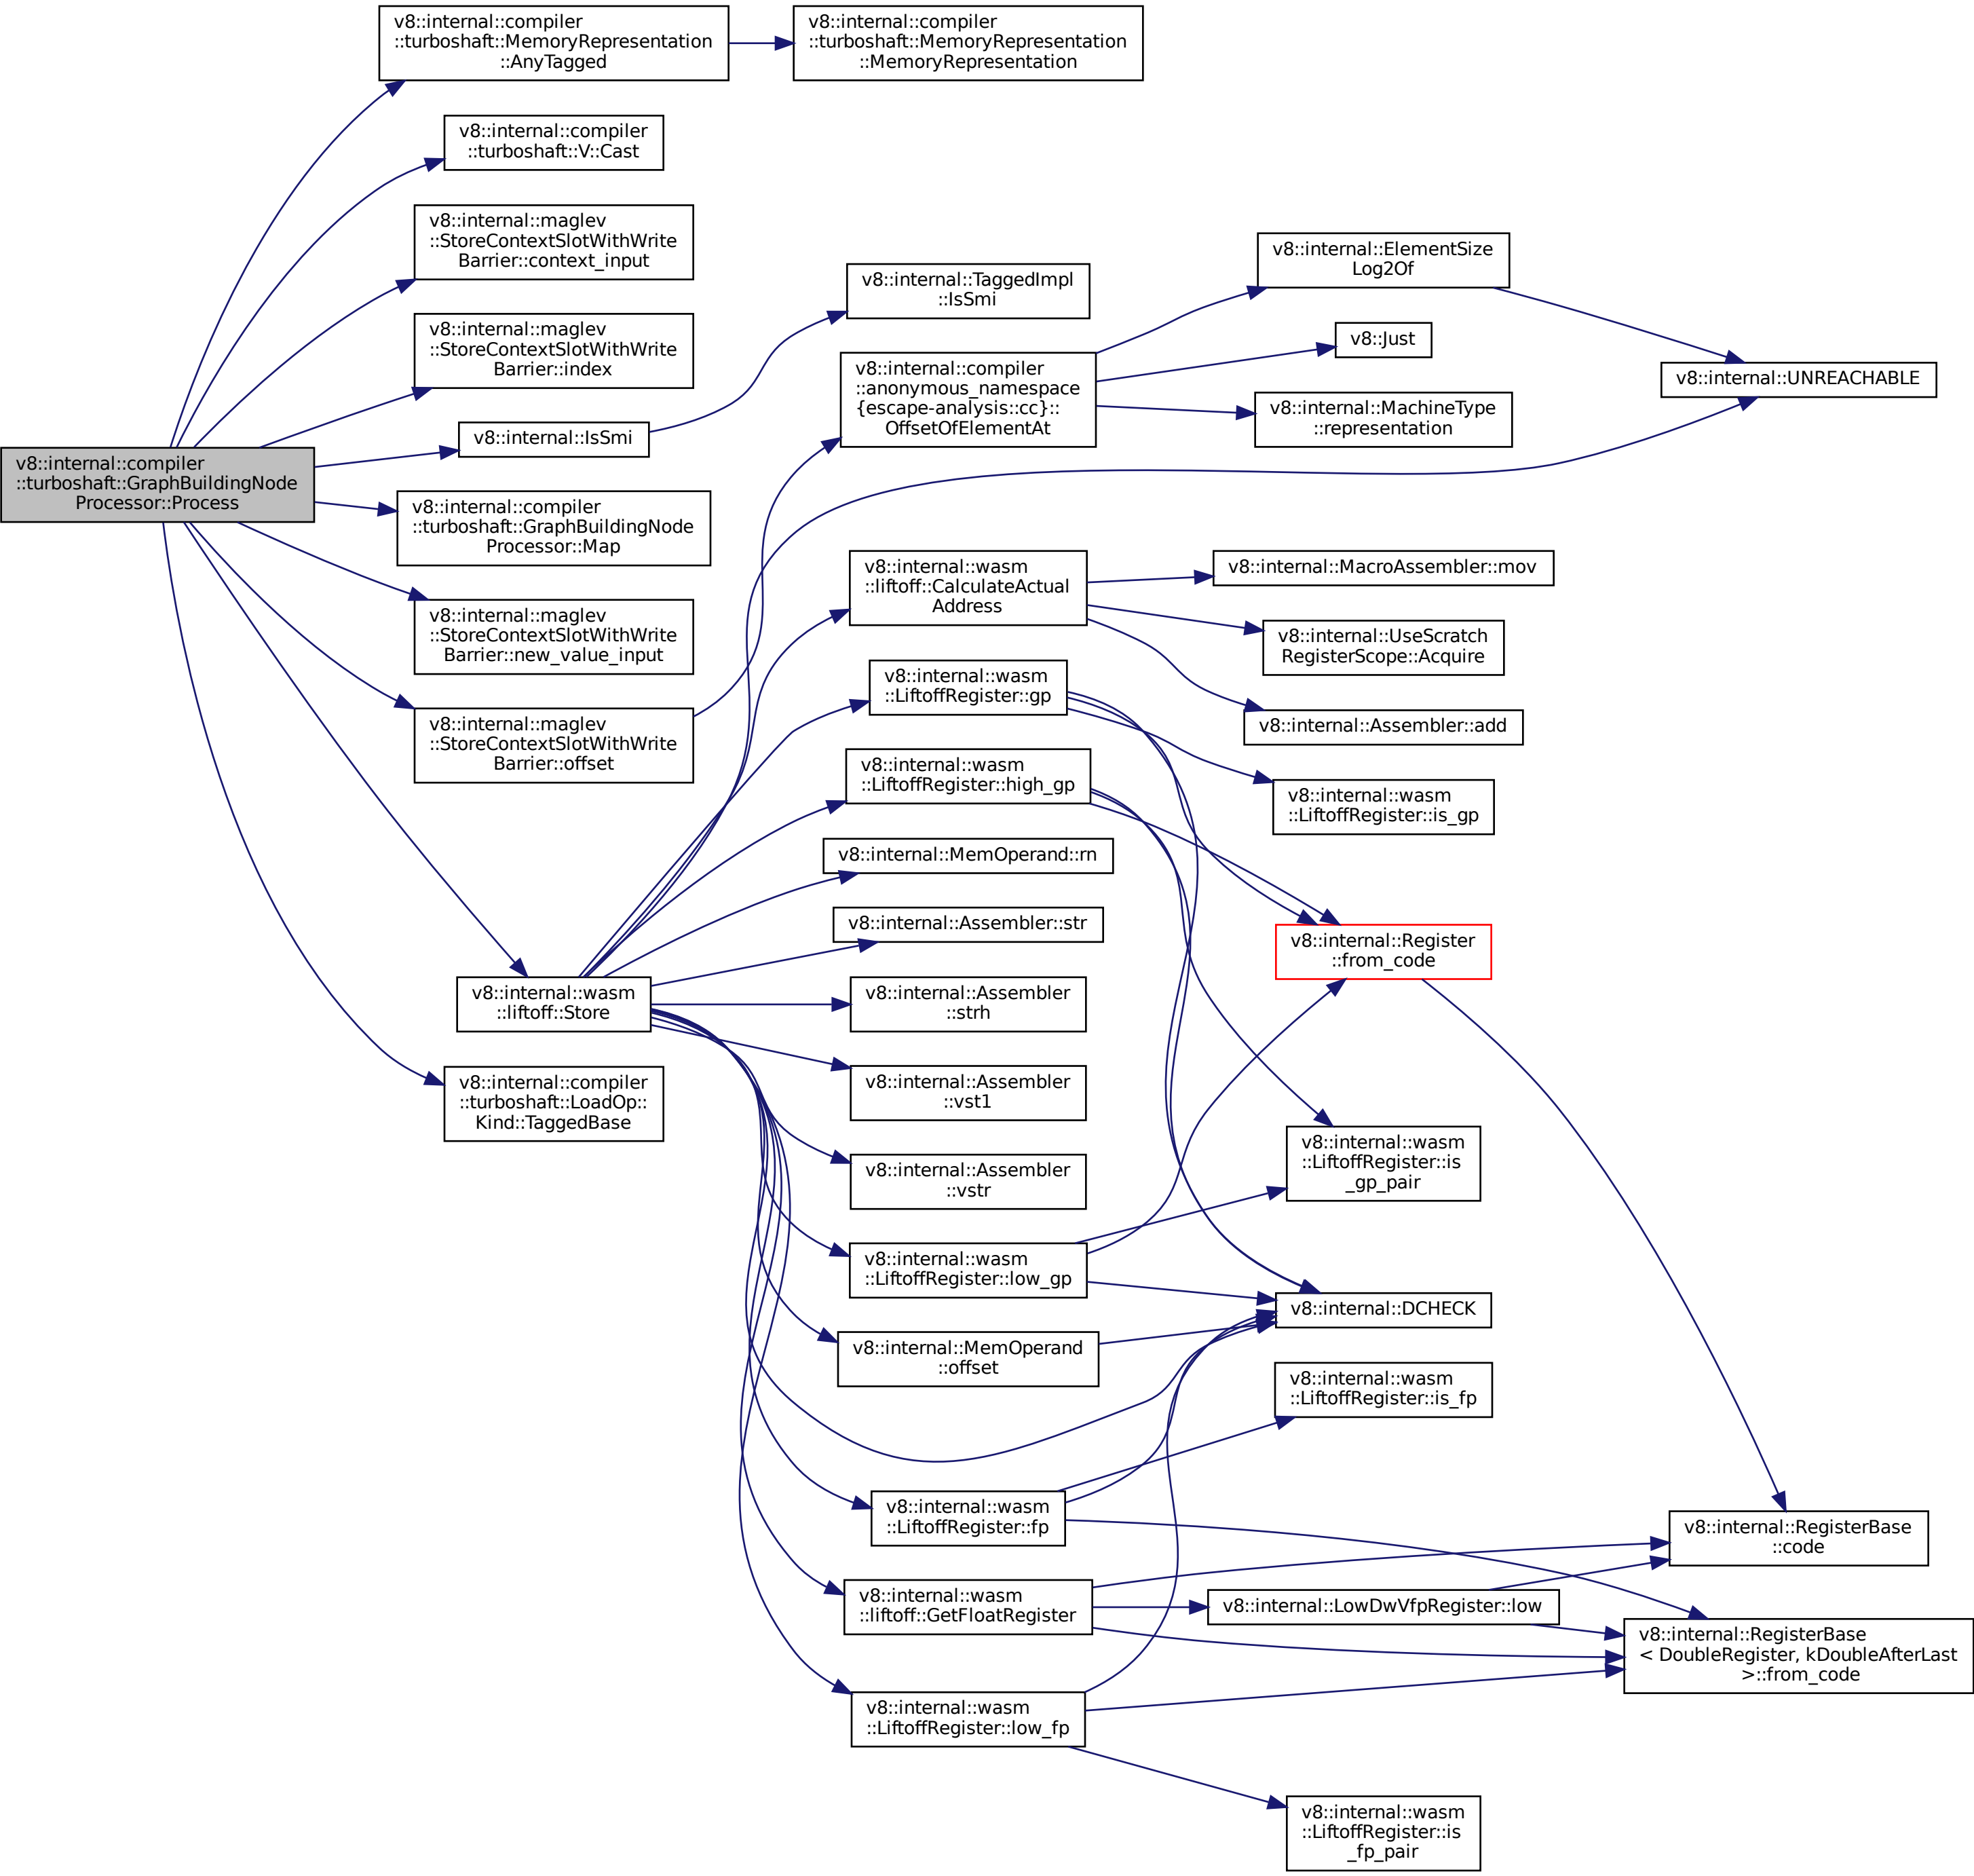 v8::internal::compiler
::turboshaft::GraphBuildingNode
Processor::Process
v8::internal::compiler
::turboshaft::MemoryRepresentation
::AnyTagged
v8::internal::compiler
::turboshaft::MemoryRepresentation
::MemoryRepresentation
v8::internal::compiler
::turboshaft::V::Cast
v8::internal::maglev
::StoreContextSlotWithWrite
Barrier::context_input
v8::internal::maglev
::StoreContextSlotWithWrite
Barrier::index
v8::internal::IsSmi
v8::internal::TaggedImpl
::IsSmi
v8::internal::compiler
::turboshaft::GraphBuildingNode
Processor::Map
v8::internal::maglev
::StoreContextSlotWithWrite
Barrier::new_value_input
v8::internal::maglev
::StoreContextSlotWithWrite
Barrier::offset
v8::internal::compiler
::anonymous_namespace
{escape-analysis::cc}::
OffsetOfElementAt
v8::internal::ElementSize
Log2Of
v8::Just
v8::internal::MachineType
::representation
v8::internal::UNREACHABLE
v8::internal::wasm
::liftoff::Store
v8::internal::compiler
::turboshaft::LoadOp::
Kind::TaggedBase
v8::internal::wasm
::liftoff::CalculateActual
Address
v8::internal::MacroAssembler::mov
v8::internal::UseScratch
RegisterScope::Acquire
v8::internal::Assembler::add
v8::internal::wasm
::LiftoffRegister::gp
v8::internal::wasm
::LiftoffRegister::is_gp
v8::internal::wasm
::LiftoffRegister::high_gp
v8::internal::MemOperand::rn
v8::internal::Assembler::str
v8::internal::Register
::from_code
v8::internal::Assembler
::strh
v8::internal::Assembler
::vst1
v8::internal::Assembler
::vstr
v8::internal::wasm
::LiftoffRegister::is
_gp_pair
v8::internal::wasm
::LiftoffRegister::low_gp
v8::internal::DCHECK
v8::internal::MemOperand
::offset
v8::internal::wasm
::LiftoffRegister::is_fp
v8::internal::wasm
::LiftoffRegister::fp
v8::internal::RegisterBase
::code
v8::internal::wasm
::liftoff::GetFloatRegister
v8::internal::LowDwVfpRegister::low
v8::internal::RegisterBase
< DoubleRegister, kDoubleAfterLast
>::from_code
v8::internal::wasm
::LiftoffRegister::low_fp
v8::internal::wasm
::LiftoffRegister::is
_fp_pair